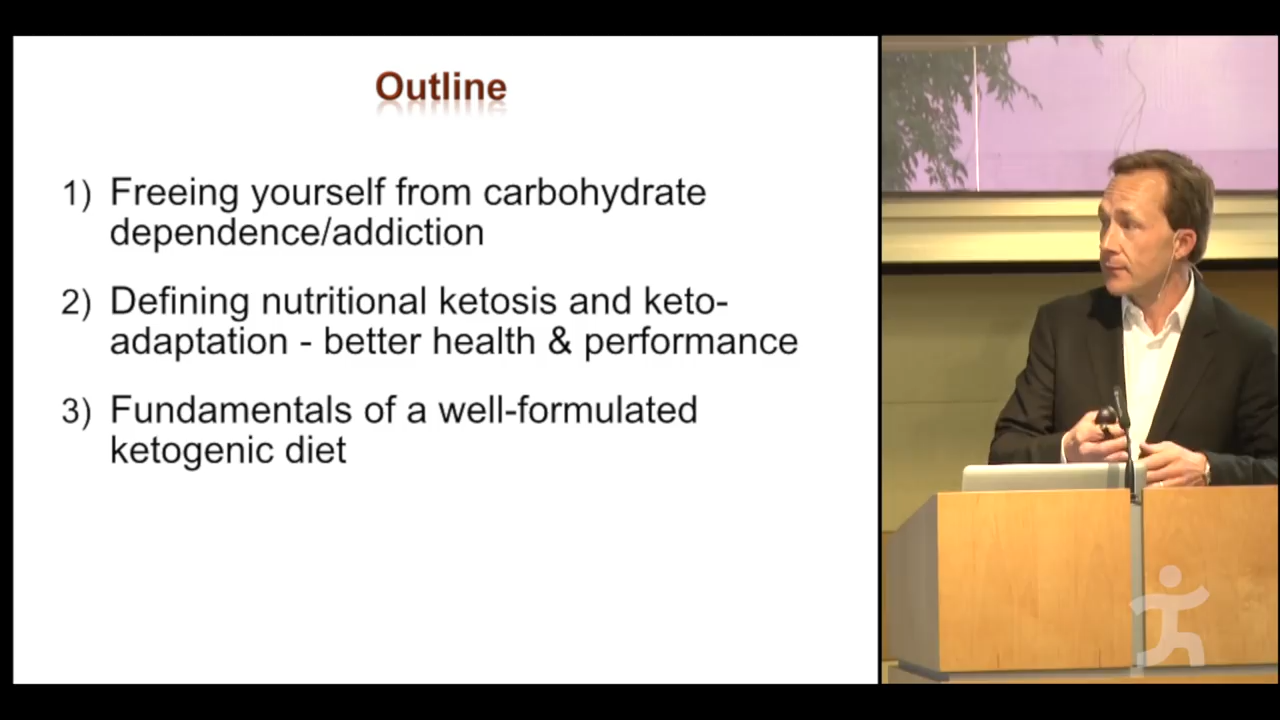 Outline
1) Freeing yourself from carbohydrate
dependence/addiction
2) Defining nutritional ketosis and keto-
adaptation - better health & performance
3) Fundamentals of a well-formulated
ketogenic diet